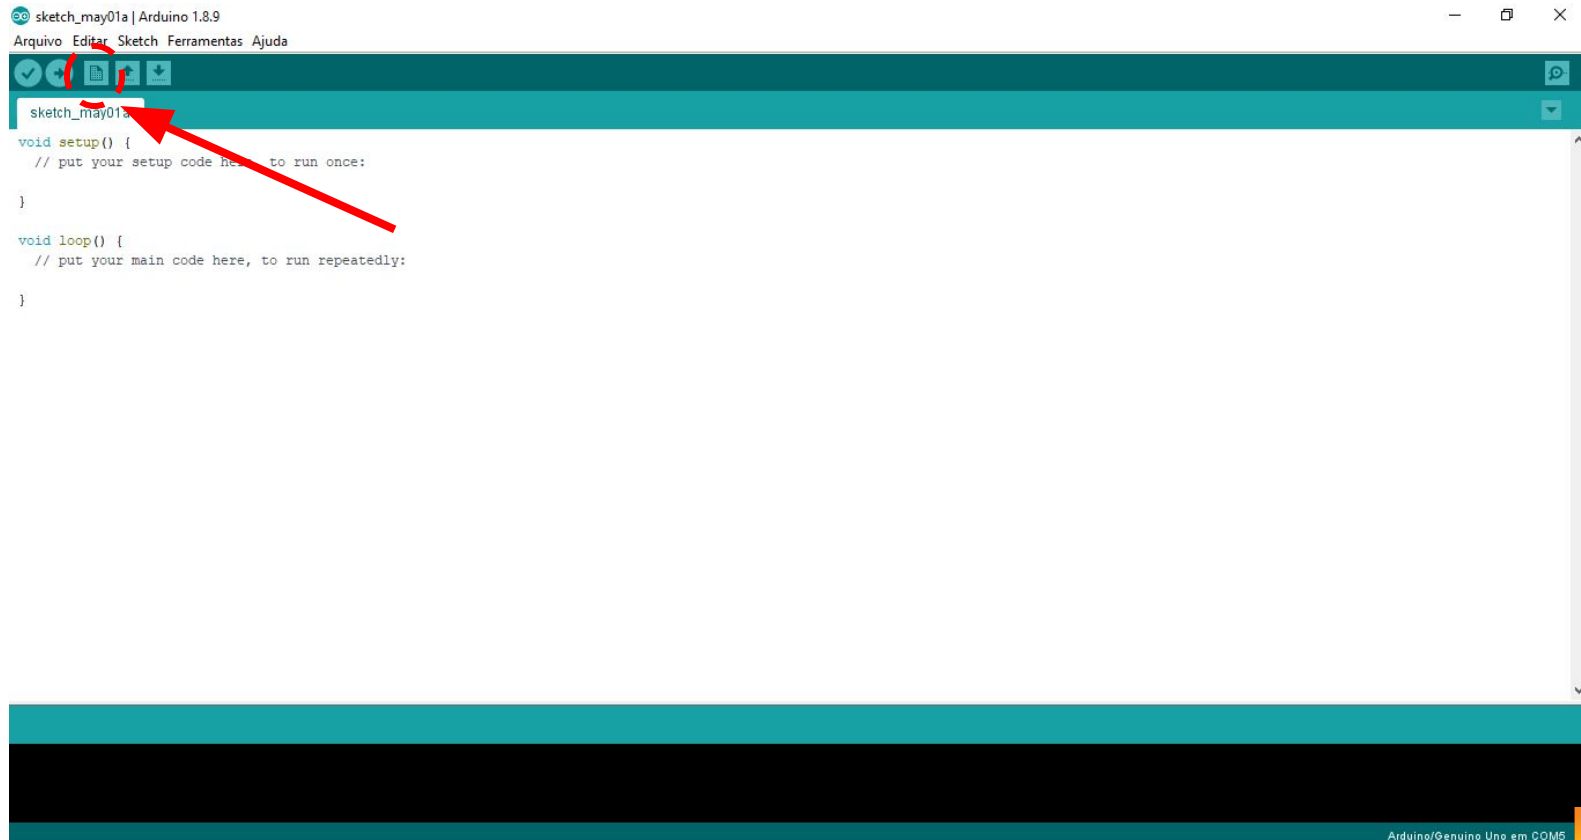 sketch_may01a | Arduino 1.8.9
Arquivo Editar Sketch Ferramentas Ajuda
sketch_may01a
void setup() {
  // put your setup code here, to run once:
}
void loop() {
  // put your main code here, to run repeatedly:
}
Arduino/Genuino Uno em COM5